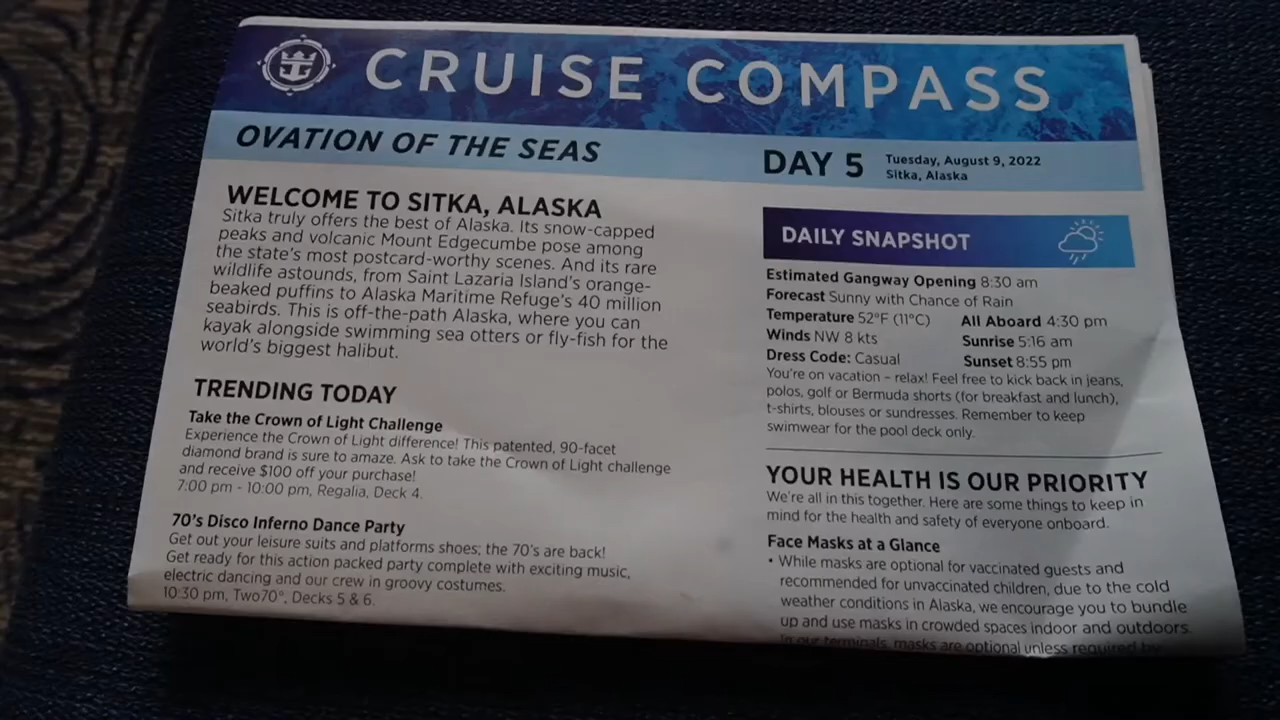 CRUISE COMPASS
OVATION OF THE SEAS
DAY 5
Tuesday, August 9, 2022
Sitka, Alaska
WELCOME TO SITKA, ALASKA
Sitka truly offers the best of Alaska. Its snow-capped
peaks and volcanic Mount Edgecumbe pose among
the state's most postcard-worthy scenes. And its rare
wildlife astounds, from Saint Lazaria Island's orange-
beaked puffins to Alaska Maritime Refuge's 40 million
seabirds. This is off-the-path Alaska, where you can
kayak alongside swimming sea otters or fly-fish for the
world's biggest halibut.
TRENDING TODAY
Take the Crown of Light Challenge
Experience the Crown of Light difference! This patented, 90-facet
diamond brand is sure to amaze. Ask to take the Crown of Light challenge
and receive $100 off your purchase!
7:00 pm - 10:00 pm, Regalia, Deck 4.
70's Disco Inferno Dance Party
Get out your leisure suits and platforms shoes; the 70's are back!
Get ready for this action packed party complete with exciting music,
electric dancing and our crew in groovy costumes.
10:30 pm, Two70°, Decks 5 & 6.
DAILY SNAPSHOT
Estimated Gangway Opening 8:30 am
Forecast Sunny with Chance of Rain
Temperature 52°F (11°C) All Aboard 4:30 pm
Winds NW 8 kts Sunrise 5:16 am
Dress Code: Casual Sunset 8:55 pm
You're on vacation – relax! Feel free to kick back in jeans,
polos, golf or Bermuda shorts (for breakfast and lunch),
t-shirts, blouses or sundresses. Remember to keep
swimwear for the pool deck only.
YOUR HEALTH IS OUR PRIORITY
We're all in this together. Here are some things to keep in
mind for the health and safety of everyone onboard.
Face Masks at a Glance
• While masks are optional for vaccinated guests and
recommended for unvaccinated children, due to the cold
weather conditions in Alaska, we encourage you to bundle
up and use masks in crowded spaces indoor and outdoors.
In our terminals, masks are optional unless required by